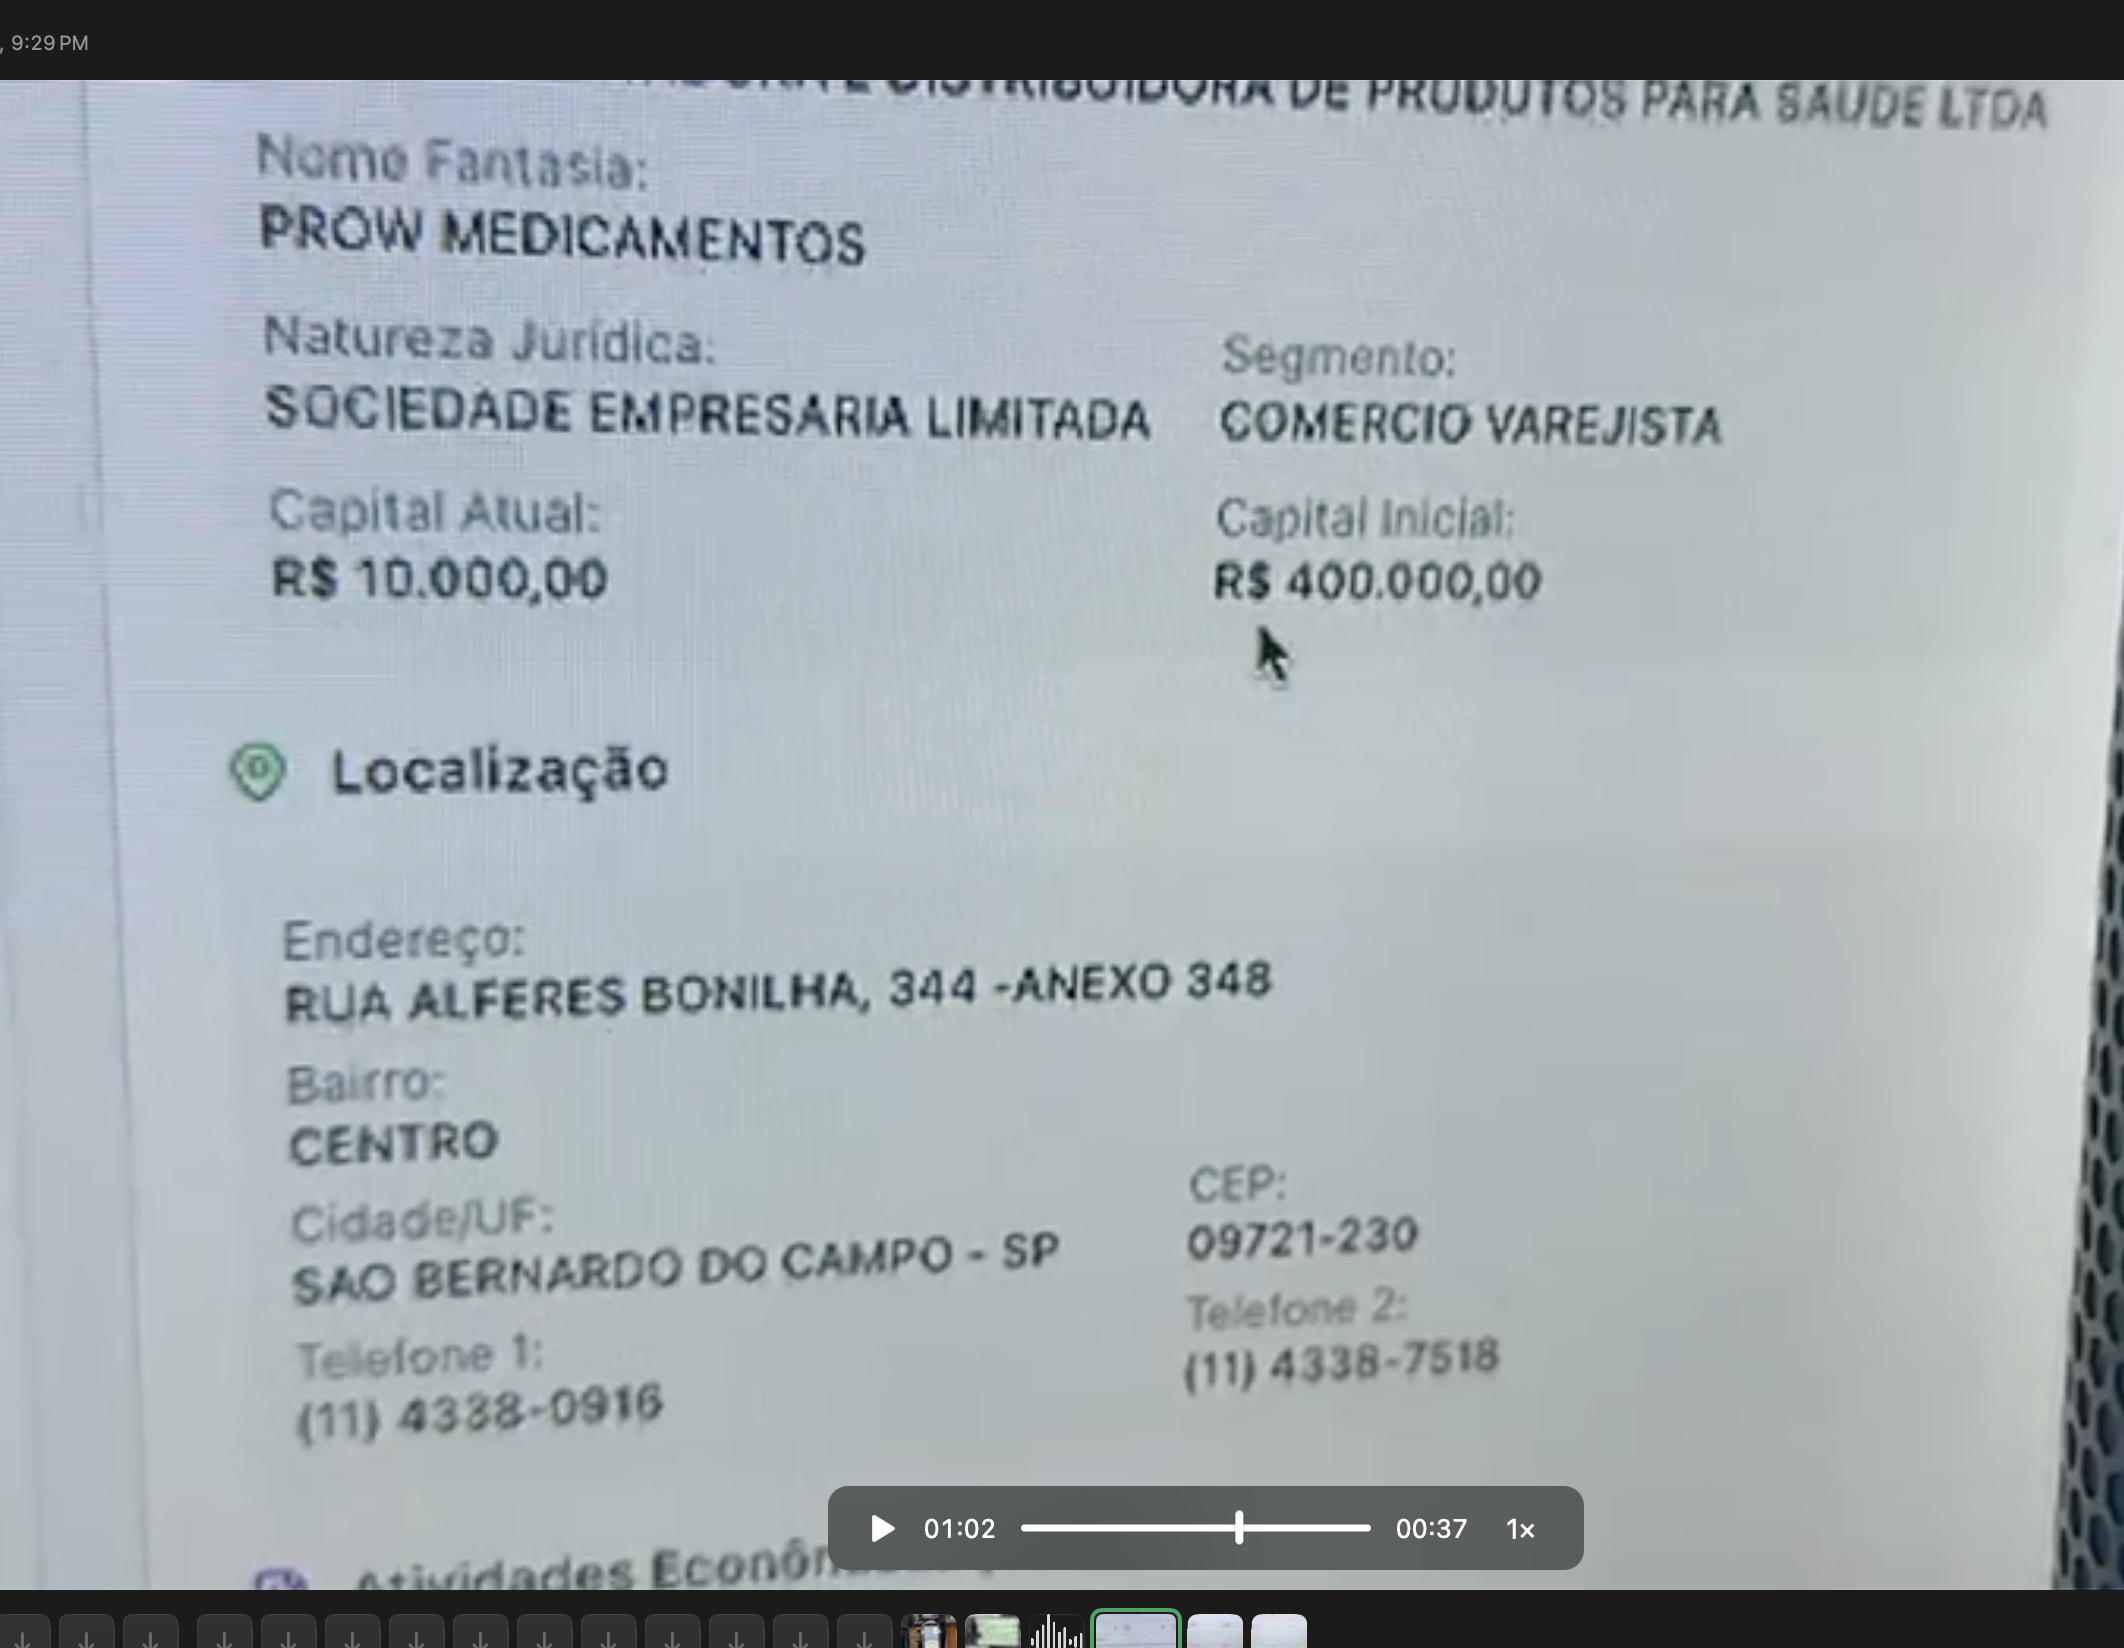 , 9:29 PM
E DISTRIBUIDORA DE PRODUTOS PARA SAUDE LTDA
Nome Fantasia:
PROW MEDICAMENTOS
Natureza Jurídica:
SOCIEDADE EMPRESARIA LIMITADA
Segmento:
COMERCIO VAREJISTA
Capital Atual:
R$ 10.000,00
Capital Inicial:
R$ 400.000,00
Localização
Endereço:
RUA ALFERES BONILHA, 344 -ANEXO 348
Bairro:
CENTRO
Cidade/UF:
SAO BERNARDO DO CAMPO - SP
CEP:
09721-230
Telefone 1:
(11) 4338-0916
Telefone 2:
(11) 4338-7518
Atividades
01:02
00:37
1×